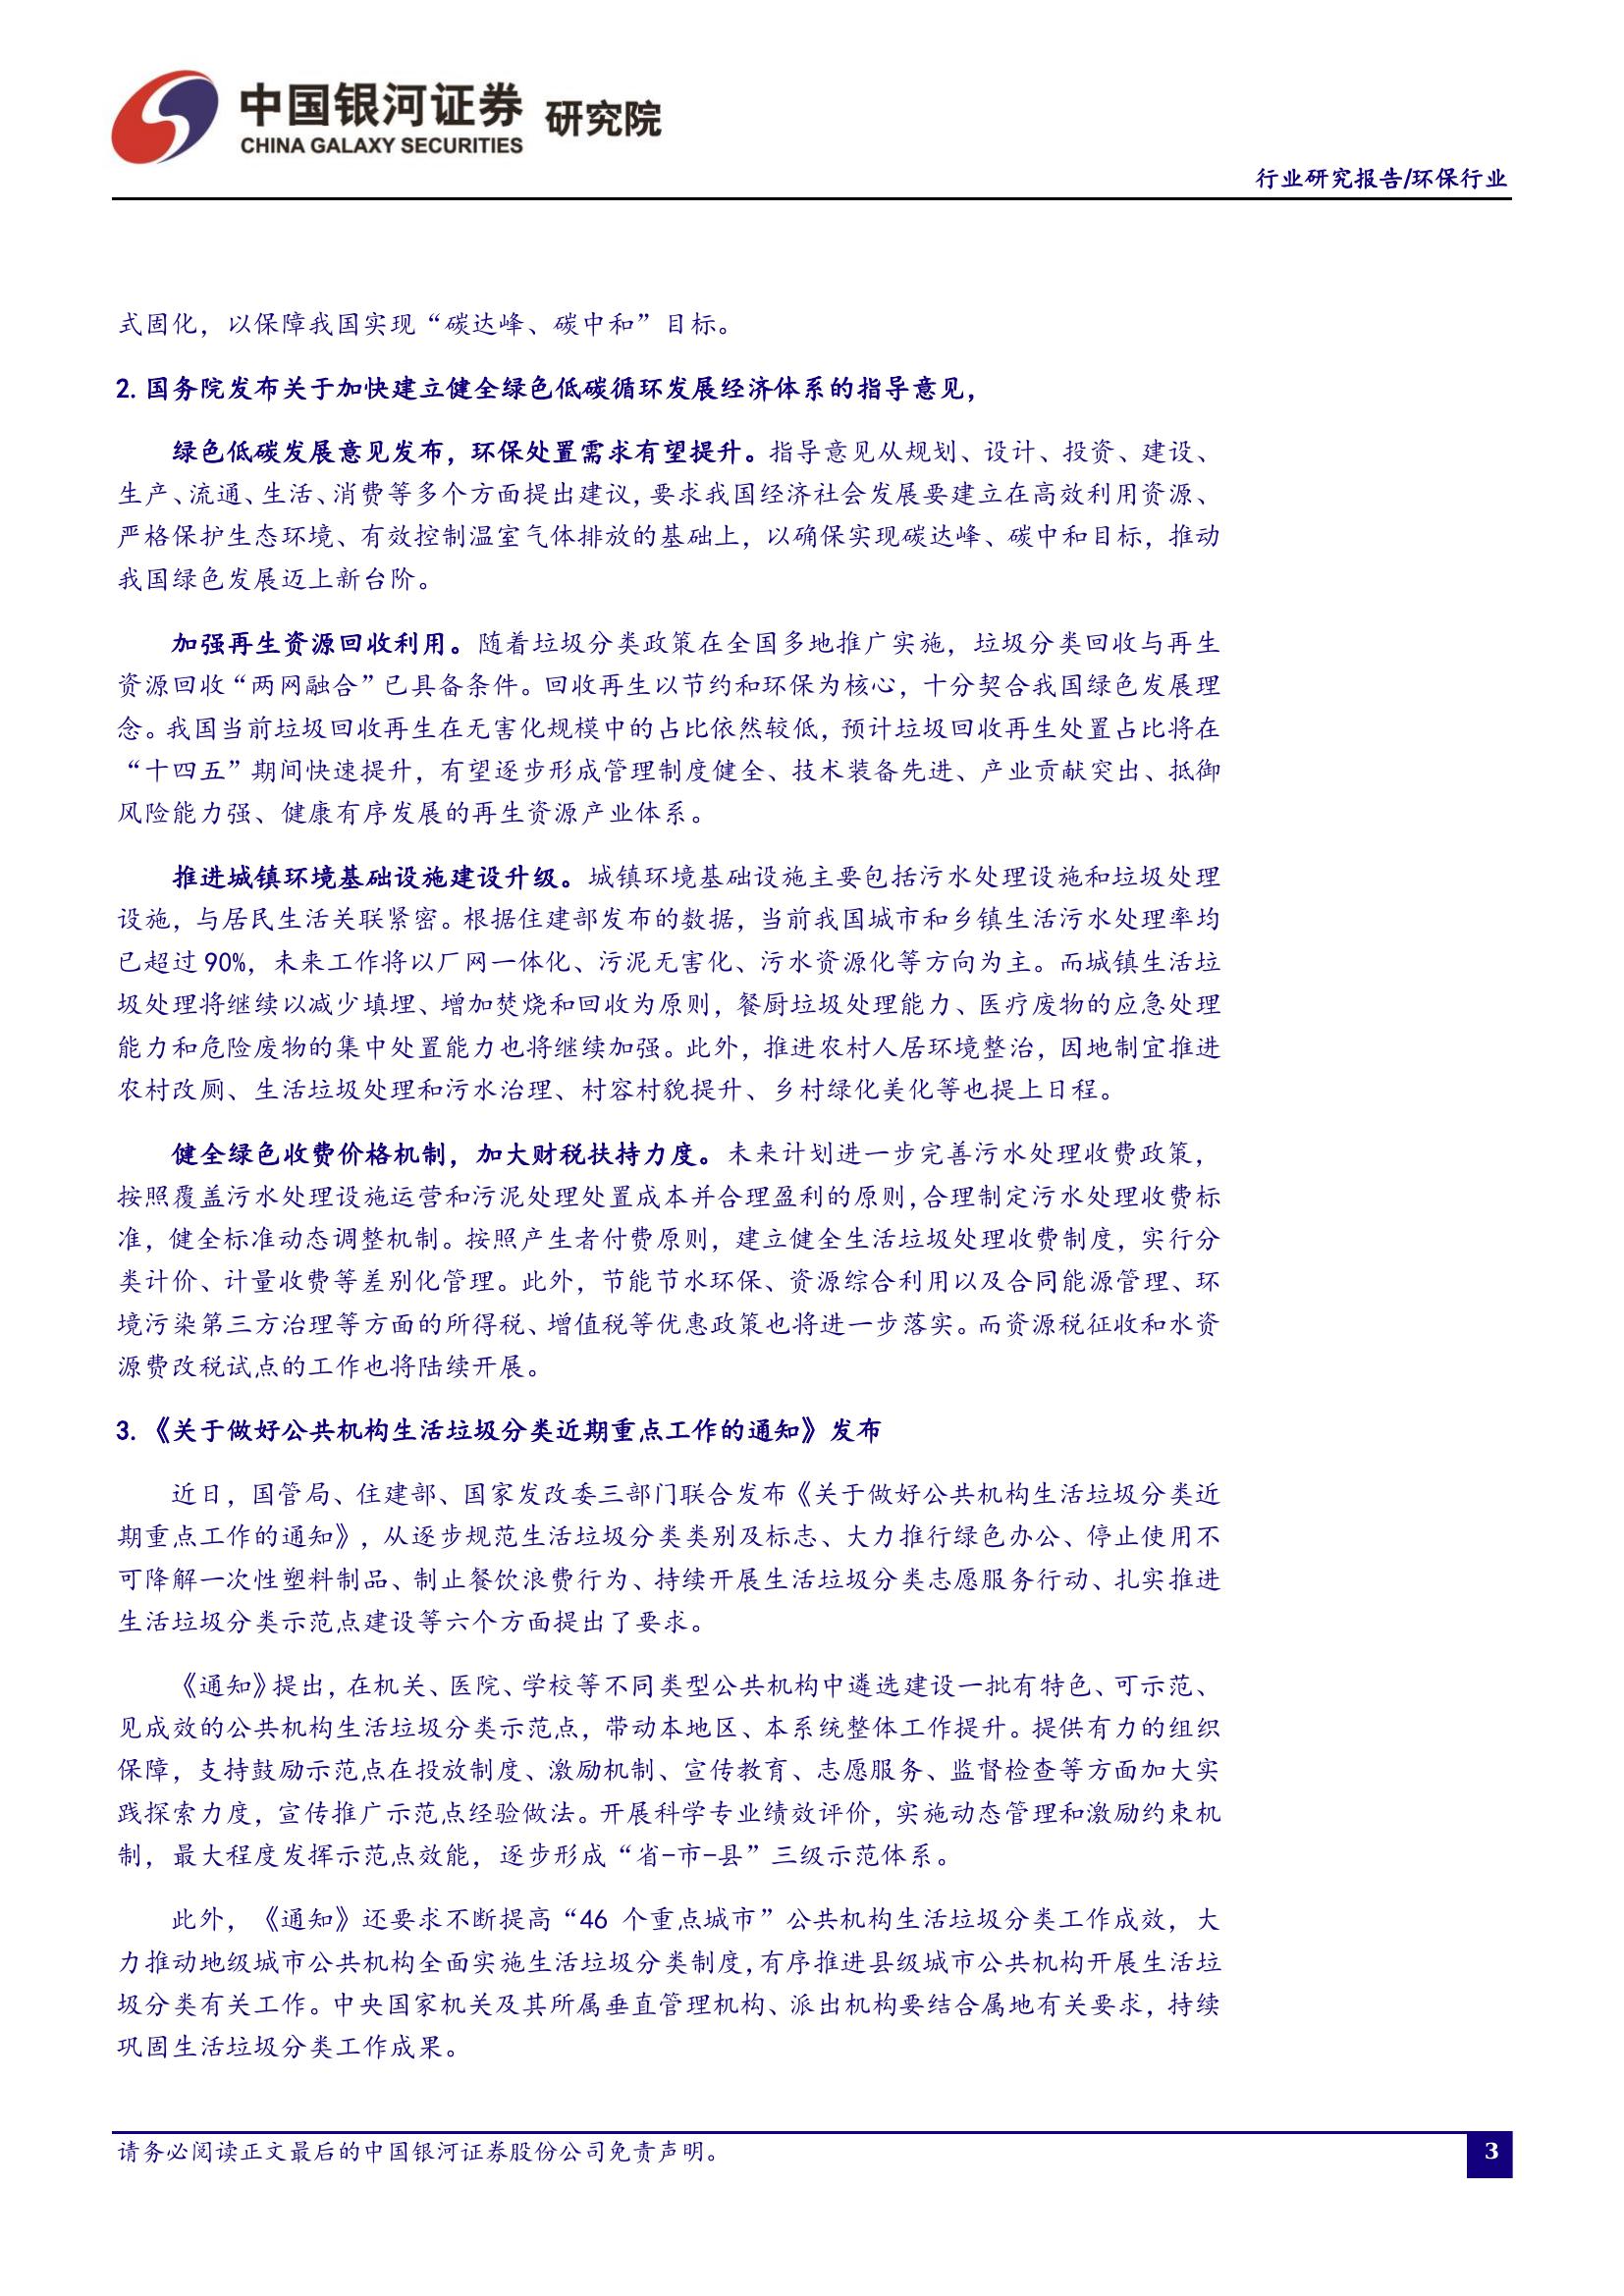 中国银河证券 研究院
CHINA GALAXY SECURITIES
行业研究报告/环保行业
式固化，以保障我国实现“碳达峰、碳中和”目标。
2. 国务院发布关于加快建立健全绿色低碳循环发展经济体系的指导意见，
绿色低碳发展意见发布，环保处置需求有望提升。指导意见从规划、设计、投资、建设、
生产、流通、生活、消费等多个方面提出建议，要求我国经济社会发展要建立在高效利用资源、
严格保护生态环境、有效控制温室气体排放的基础上，以确保实现碳达峰、碳中和目标，推动
我国绿色发展迈上新台阶。
加强再生资源回收利用。随着垃圾分类政策在全国多地推广实施，垃圾分类回收与再生
资源回收“两网融合”已具备条件。回收再生以节约和环保为核心，十分契合我国绿色发展理
念。我国当前垃圾回收再生在无害化规模中的占比依然较低，预计垃圾回收再生处置占比将在
“十四五”期间快速提升，有望逐步形成管理制度健全、技术装备先进、产业贡献突出、抵御
风险能力强、健康有序发展的再生资源产业体系。
推进城镇环境基础设施建设升级。城镇环境基础设施主要包括污水处理设施和垃圾处理
设施，与居民生活关联紧密。根据住建部发布的数据，当前我国城市和乡镇生活污水处理率均
已超过 90%，未来工作将以厂网一体化、污泥无害化、污水资源化等方向为主。而城镇生活垃
圾处理将继续以减少填埋、增加焚烧和回收为原则，餐厨垃圾处理能力、医疗废物的应急处理
能力和危险废物的集中处置能力也将继续加强。此外，推进农村人居环境整治，因地制宜推进
农村改厕、生活垃圾处理和污水治理、村容村貌提升、乡村绿化美化等也提上日程。
健全绿色收费价格机制，加大财税扶持力度。未来计划进一步完善污水处理收费政策，
按照覆盖污水处理设施运营和污泥处理处置成本并合理盈利的原则，合理制定污水处理收费标
准，健全标准动态调整机制。按照产生者付费原则，建立健全生活垃圾处理收费制度，实行分
类计价、计量收费等差别化管理。此外，节能节水环保、资源综合利用以及合同能源管理、环
境污染第三方治理等方面的所得税、增值税等优惠政策也将进一步落实。而资源税征收和水资
源费改税试点的工作也将陆续开展。
3. 《关于做好公共机构生活垃圾分类近期重点工作的通知》发布
近日，国管局、住建部、国家发改委三部门联合发布《关于做好公共机构生活垃圾分类近
期重点工作的通知》，从逐步规范生活垃圾分类类别及标志、大力推行绿色办公、停止使用不
可降解一次性塑料制品、制止餐饮浪费行为、持续开展生活垃圾分类志愿服务行动、扎实推进
生活垃圾分类示范点建设等六个方面提出了要求。
《通知》提出，在机关、医院、学校等不同类型公共机构中遴选建设一批有特色、可示范、
见成效的公共机构生活垃圾分类示范点，带动本地区、本系统整体工作提升。提供有力的组织
保障，支持鼓励示范点在投放制度、激励机制、宣传教育、志愿服务、监督检查等方面加大实
践探索力度，宣传推广示范点经验做法。开展科学专业绩效评价，实施动态管理和激励约束机
制，最大程度发挥示范点效能，逐步形成“省-市-县”三级示范体系。
此外，《通知》还要求不断提高“46 个重点城市”公共机构生活垃圾分类工作成效，大
力推动地级城市公共机构全面实施生活垃圾分类制度，有序推进县级城市公共机构开展生活垃
圾分类有关工作。中央国家机关及其所属垂直管理机构、派出机构要结合属地有关要求，持续
巩固生活垃圾分类工作成果。
请务必阅读正文最后的中国银河证券股份公司免责声明。
3